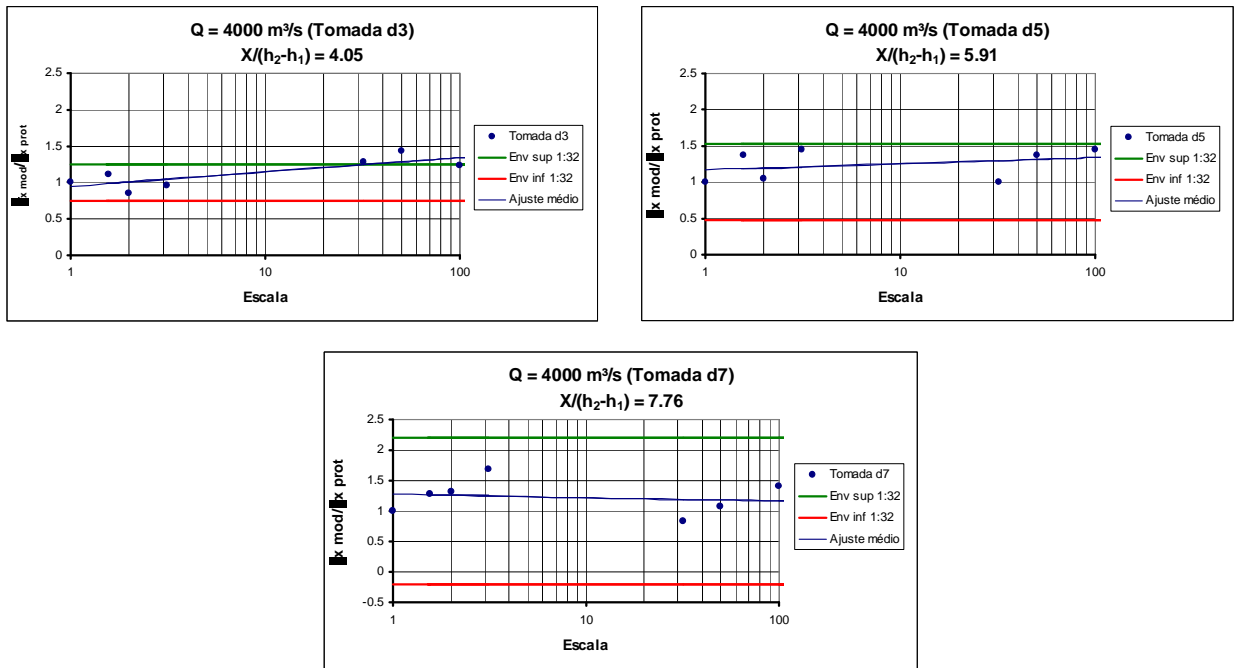 Q = 4000 m³/s (Tomada d3)
X/(h₂-h₁) = 4.05
x mod/ x prot
2.5
2
1.5
1
0.5
0
1
10
100
Escala
Tomada d3
Env sup 1:32
Env inf 1:32
Ajuste médio
Q = 4000 m³/s (Tomada d5)
X/(h₂-h₁) = 5.91
x mod/ x prot
2.5
2
1.5
1
0.5
0
1
10
100
Escala
Tomada d5
Env sup 1:32
Env inf 1:32
Ajuste médio
Q = 4000 m³/s (Tomada d7)
X/(h₂-h₁) = 7.76
x mod/ x prot
2.5
2
1.5
1
0.5
0
-0.5
1
10
100
Escala
Tomada d7
Env sup 1:32
Env inf 1:32
Ajuste médio